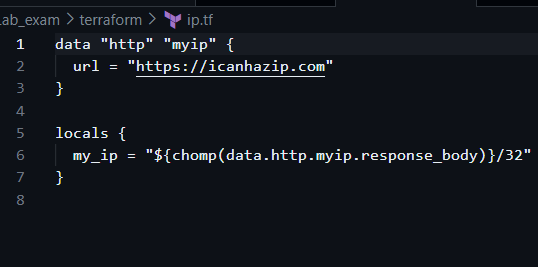 ab_exam > terraform > ip.tf
1 data "http" "myip" {
2   url = "https://icanhazip.com"
3 }
4
5 locals {
6   my_ip = "${chomp(data.http.myip.response_body)}/32"
7 }
8